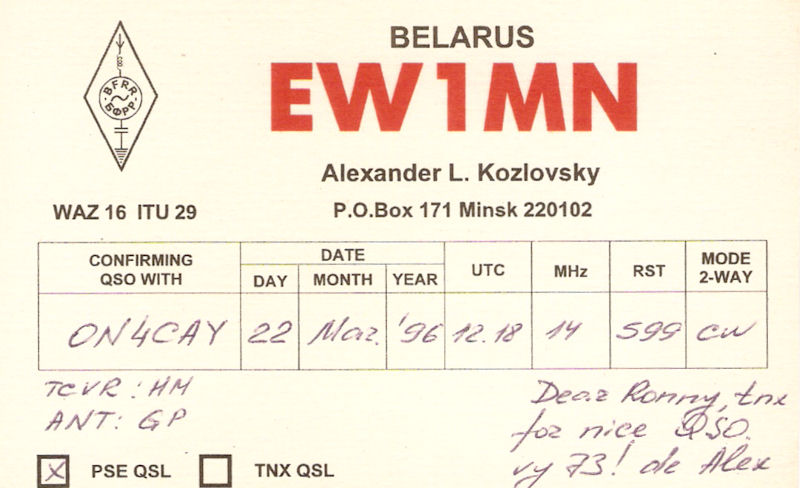 BELARUS
EW1MN
B.F.R.R.
БФРР
Alexander L. Kozlovsky
WAZ 16 ITU 29
P.O.Box 171 Minsk 220102
CONFIRMING QSO WITH DATE DAY MONTH YEAR UTC MHz RST MODE 2-WAY
ON4CAY 22 Mar. '96 12.18 14 599 CW
TCVR: HM
ANT: GP
Dear Ronny, tnx
for nice QSO.
vy 73! de Alex
PSE QSL TNX QSL